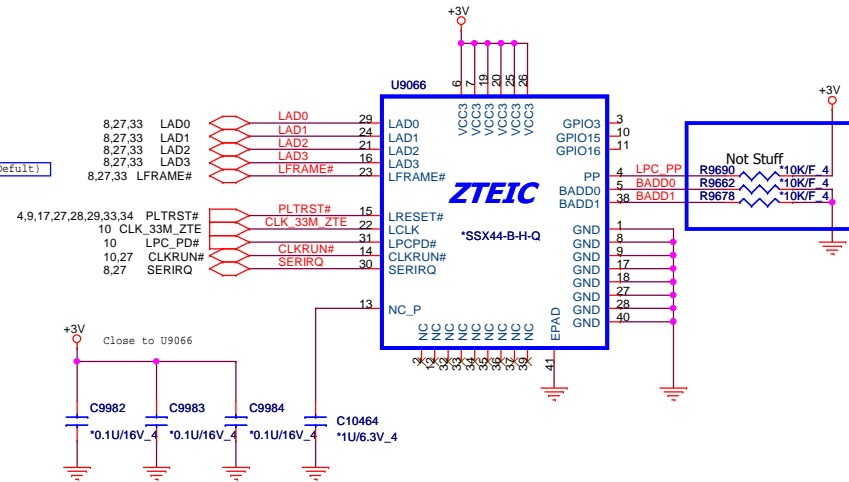 +3V
U9066
+3V
6 7 19 20 25 26
VCC3 VCC3 VCC3 VCC3 VCC3 VCC3
8,27,33 LAD0 LAD0 29 LAD0
8,27,33 LAD1 LAD1 24 LAD1
8,27,33 LAD2 LAD2 21 LAD2
8,27,33 LAD3 LAD3 16 LAD3
8,27,33 LFRAME# LFRAME# 23 LFRAME#
Defult)
GPIO3 3
GPIO15 10
GPIO16 11
Not Stuff
PP 4 LPC_PP R9690 *10K/F_4
BADD0 5 BADD0 R9662 *10K/F_4
BADD1 38 BADD1 R9678 *10K/F_4
ZTEIC
*SSX44-B-H-Q
4,9,17,27,28,29,33,34 PLTRST# PLTRST# 15 LRESET#
10 CLK_33M_ZTE CLK_33M_ZTE 22 LCLK
10 LPC_PD# 31 LPCPD#
10,27 CLKRUN# CLKRUN# 14 CLKRUN#
8,27 SERIRQ SERIRQ 30 SERIRQ
GND 1
GND 8
GND 9
GND 17
GND 18
GND 27
GND 28
GND 40
13 NC_P
NC NC NC NC NC NC NC NC NC EPAD
2 12 32 33 34 35 36 37 39 41
+3V
Close to U9066
C9982
*0.1U/16V_4
C9983
*0.1U/16V_4
C9984
*0.1U/16V_4
C10464
*1U/6.3V_4